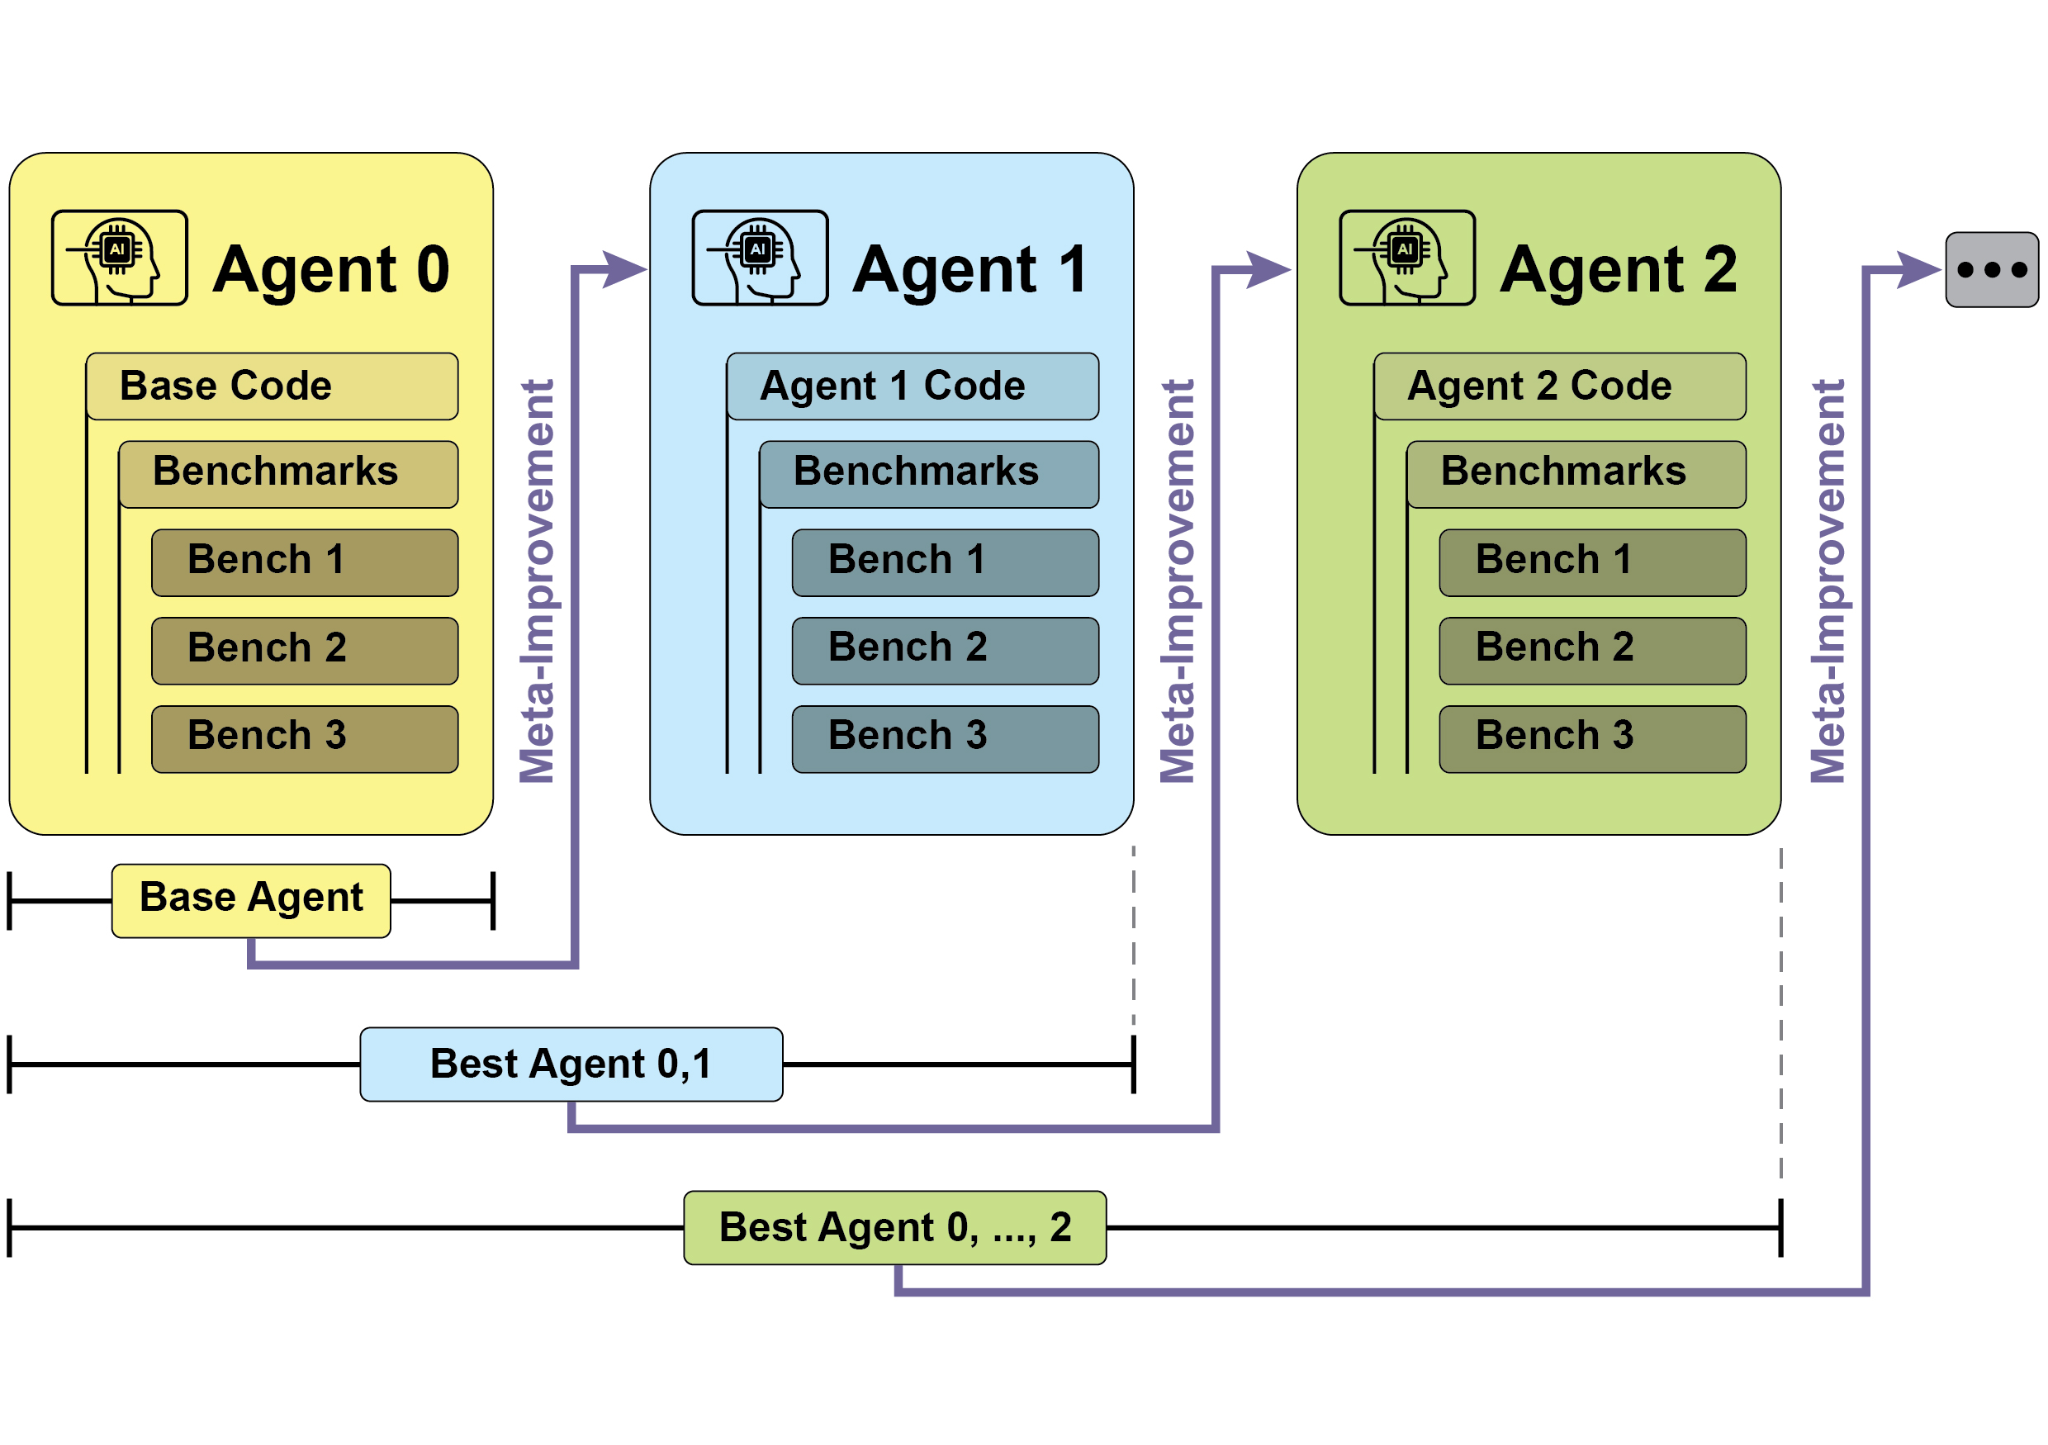 AI
Agent 0
Base Code
Benchmarks
Bench 1
Bench 2
Bench 3
Meta-Improvement
AI
Agent 1
Agent 1 Code
Benchmarks
Bench 1
Bench 2
Bench 3
Meta-Improvement
AI
Agent 2
Agent 2 Code
Benchmarks
Bench 1
Bench 2
Bench 3
Meta-Improvement
•••
Base Agent
Best Agent 0,1
Best Agent 0, ..., 2